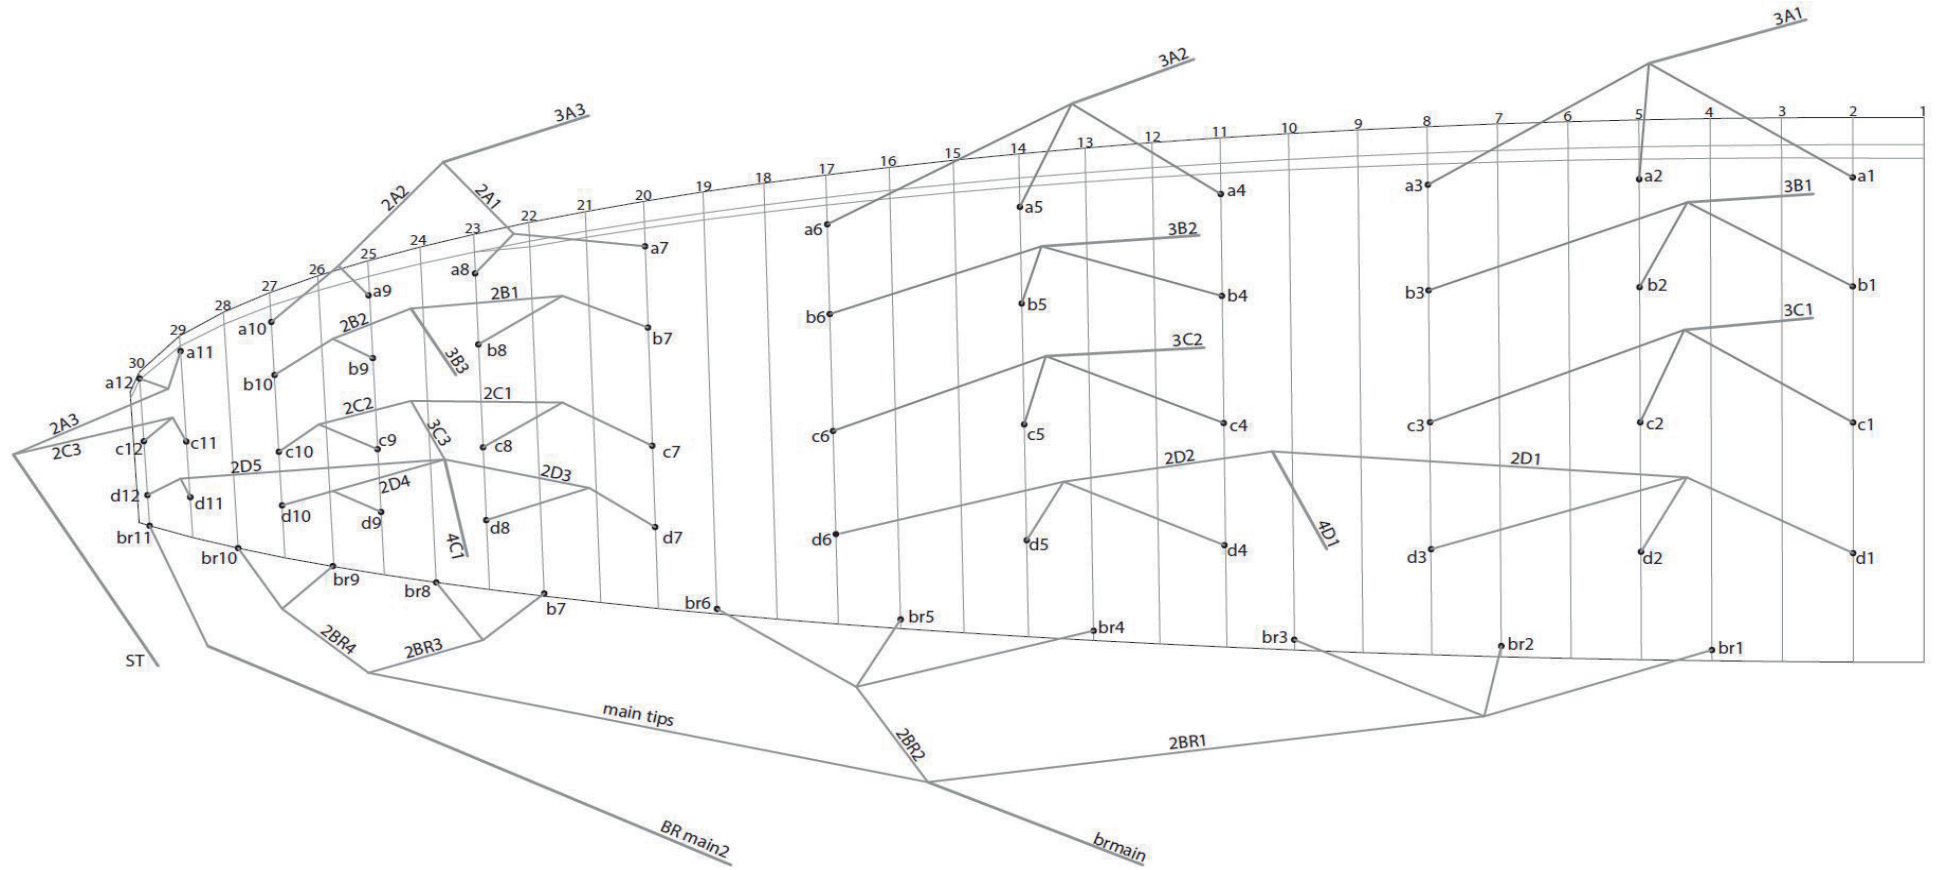 3A1
3A2
3A3
1
2
3
4
5
6
7
8
9
10
11
12
13
14
15
16
17
18
19
20
21
22
23
24
25
26
27
28
29
30
2A2
2A1
a1
a2
a3
a4
a5
a6
a7
a8
a9
a10
a11
a12
3B1
3B2
2B1
2B2
3B3
b1
b2
b3
b4
b5
b6
b7
b8
b9
b10
3C1
3C2
2C1
2C2
3C3
2A3
2C3
c1
c2
c3
c4
c5
c6
c7
c8
c9
c10
c11
c12
2D1
2D2
2D3
2D4
2D5
4D1
4C1
d1
d2
d3
d4
d5
d6
d7
d8
d9
d10
d11
d12
br1
br2
br3
br4
br5
br6
b7
br8
br9
br10
br11
ST
2BR4
2BR3
main tips
2BR2
2BR1
BR main2
brmain